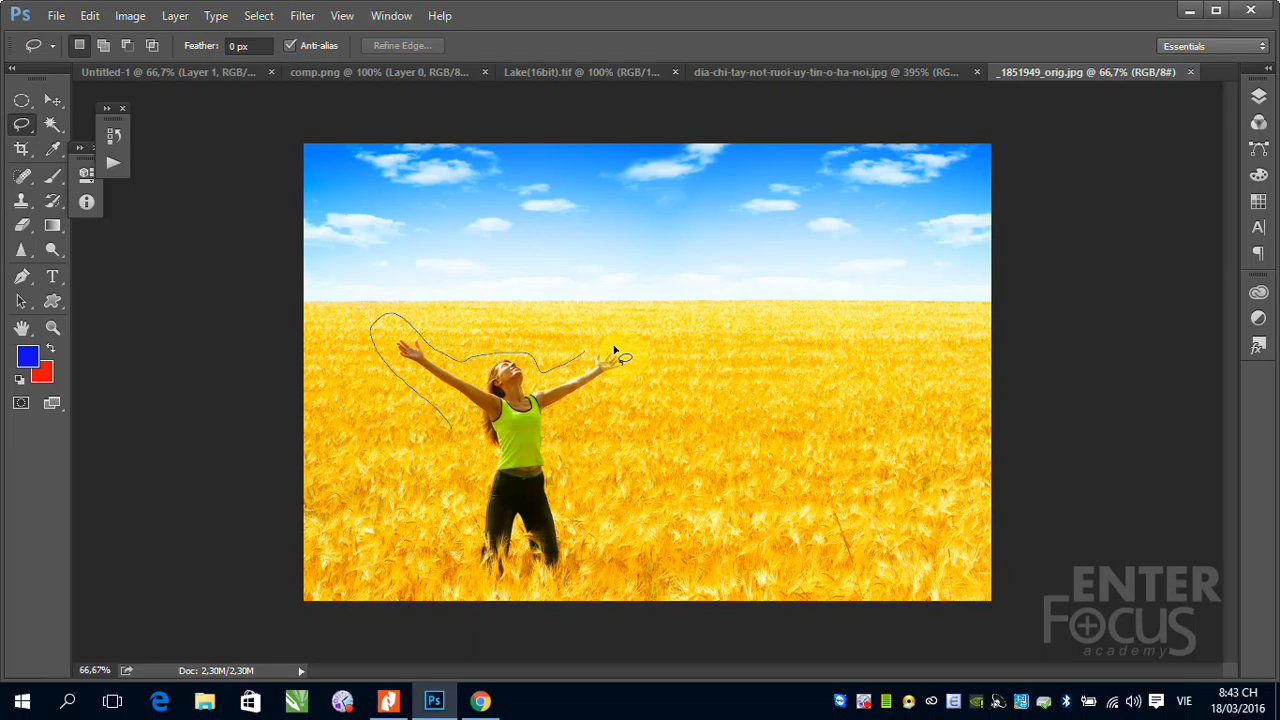 Ps File Edit Image Layer Type Select Filter View Window Help
Feather: 0 px Anti-alias Refine Edge... Essentials
Untitled-1 @ 66,7% (Layer 1, RGB/... comp.png @ 100% (Layer 0, RGB/8... Lake(16bit).tif @ 100% (RGB/1... dia-chi-tay-not-ruoi-uy-tin-o-ha-noi.jpg @ 395% (RG... _1851949_orig.jpg @ 66,7% (RGB/8#)
ENTER
FOCUS
academy
66,67% Doc: 2,30M/2,30M
Ps VIE 8:43 CH
18/03/2016